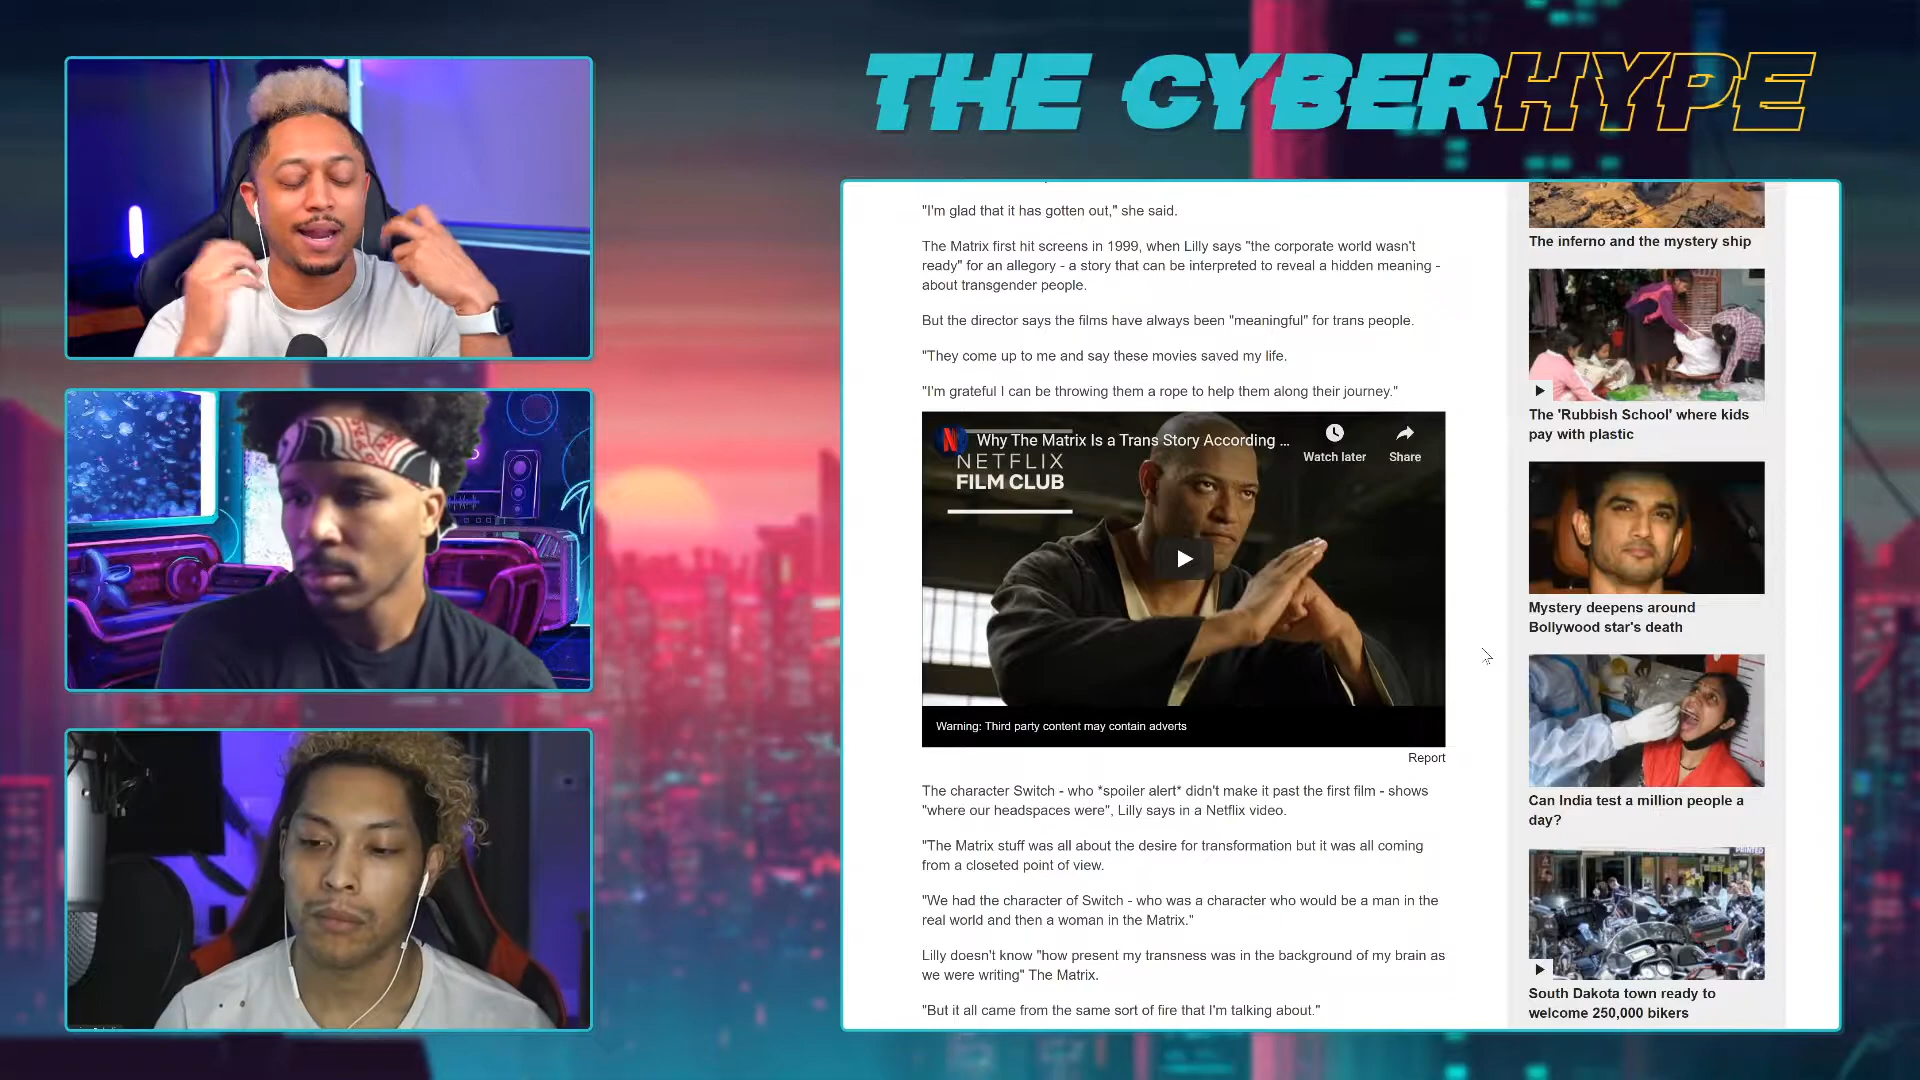 THE CYBERHYPE
"I'm glad that it has gotten out," she said.
The Matrix first hit screens in 1999, when Lilly says "the corporate world wasn't
ready" for an allegory - a story that can be interpreted to reveal a hidden meaning -
about transgender people.
But the director says the films have always been "meaningful" for trans people.
"They come up to me and say these movies saved my life.
"I'm grateful I can be throwing them a rope to help them along their journey."
Why The Matrix Is a Trans Story According ...
Watch later
Share
NETFLIX
FILM CLUB
Warning: Third party content may contain adverts
Report
The character Switch - who *spoiler alert* didn't make it past the first film - shows
"where our headspaces were", Lilly says in a Netflix video.
"The Matrix stuff was all about the desire for transformation but it was all coming
from a closeted point of view.
"We had the character of Switch - who was a character who would be a man in the
real world and then a woman in the Matrix."
Lilly doesn't know "how present my transness was in the background of my brain as
we were writing" The Matrix.
"But it all came from the same sort of fire that I'm talking about."
The inferno and the mystery ship
The 'Rubbish School' where kids
pay with plastic
Mystery deepens around
Bollywood star's death
Can India test a million people a
day?
South Dakota town ready to
welcome 250,000 bikers